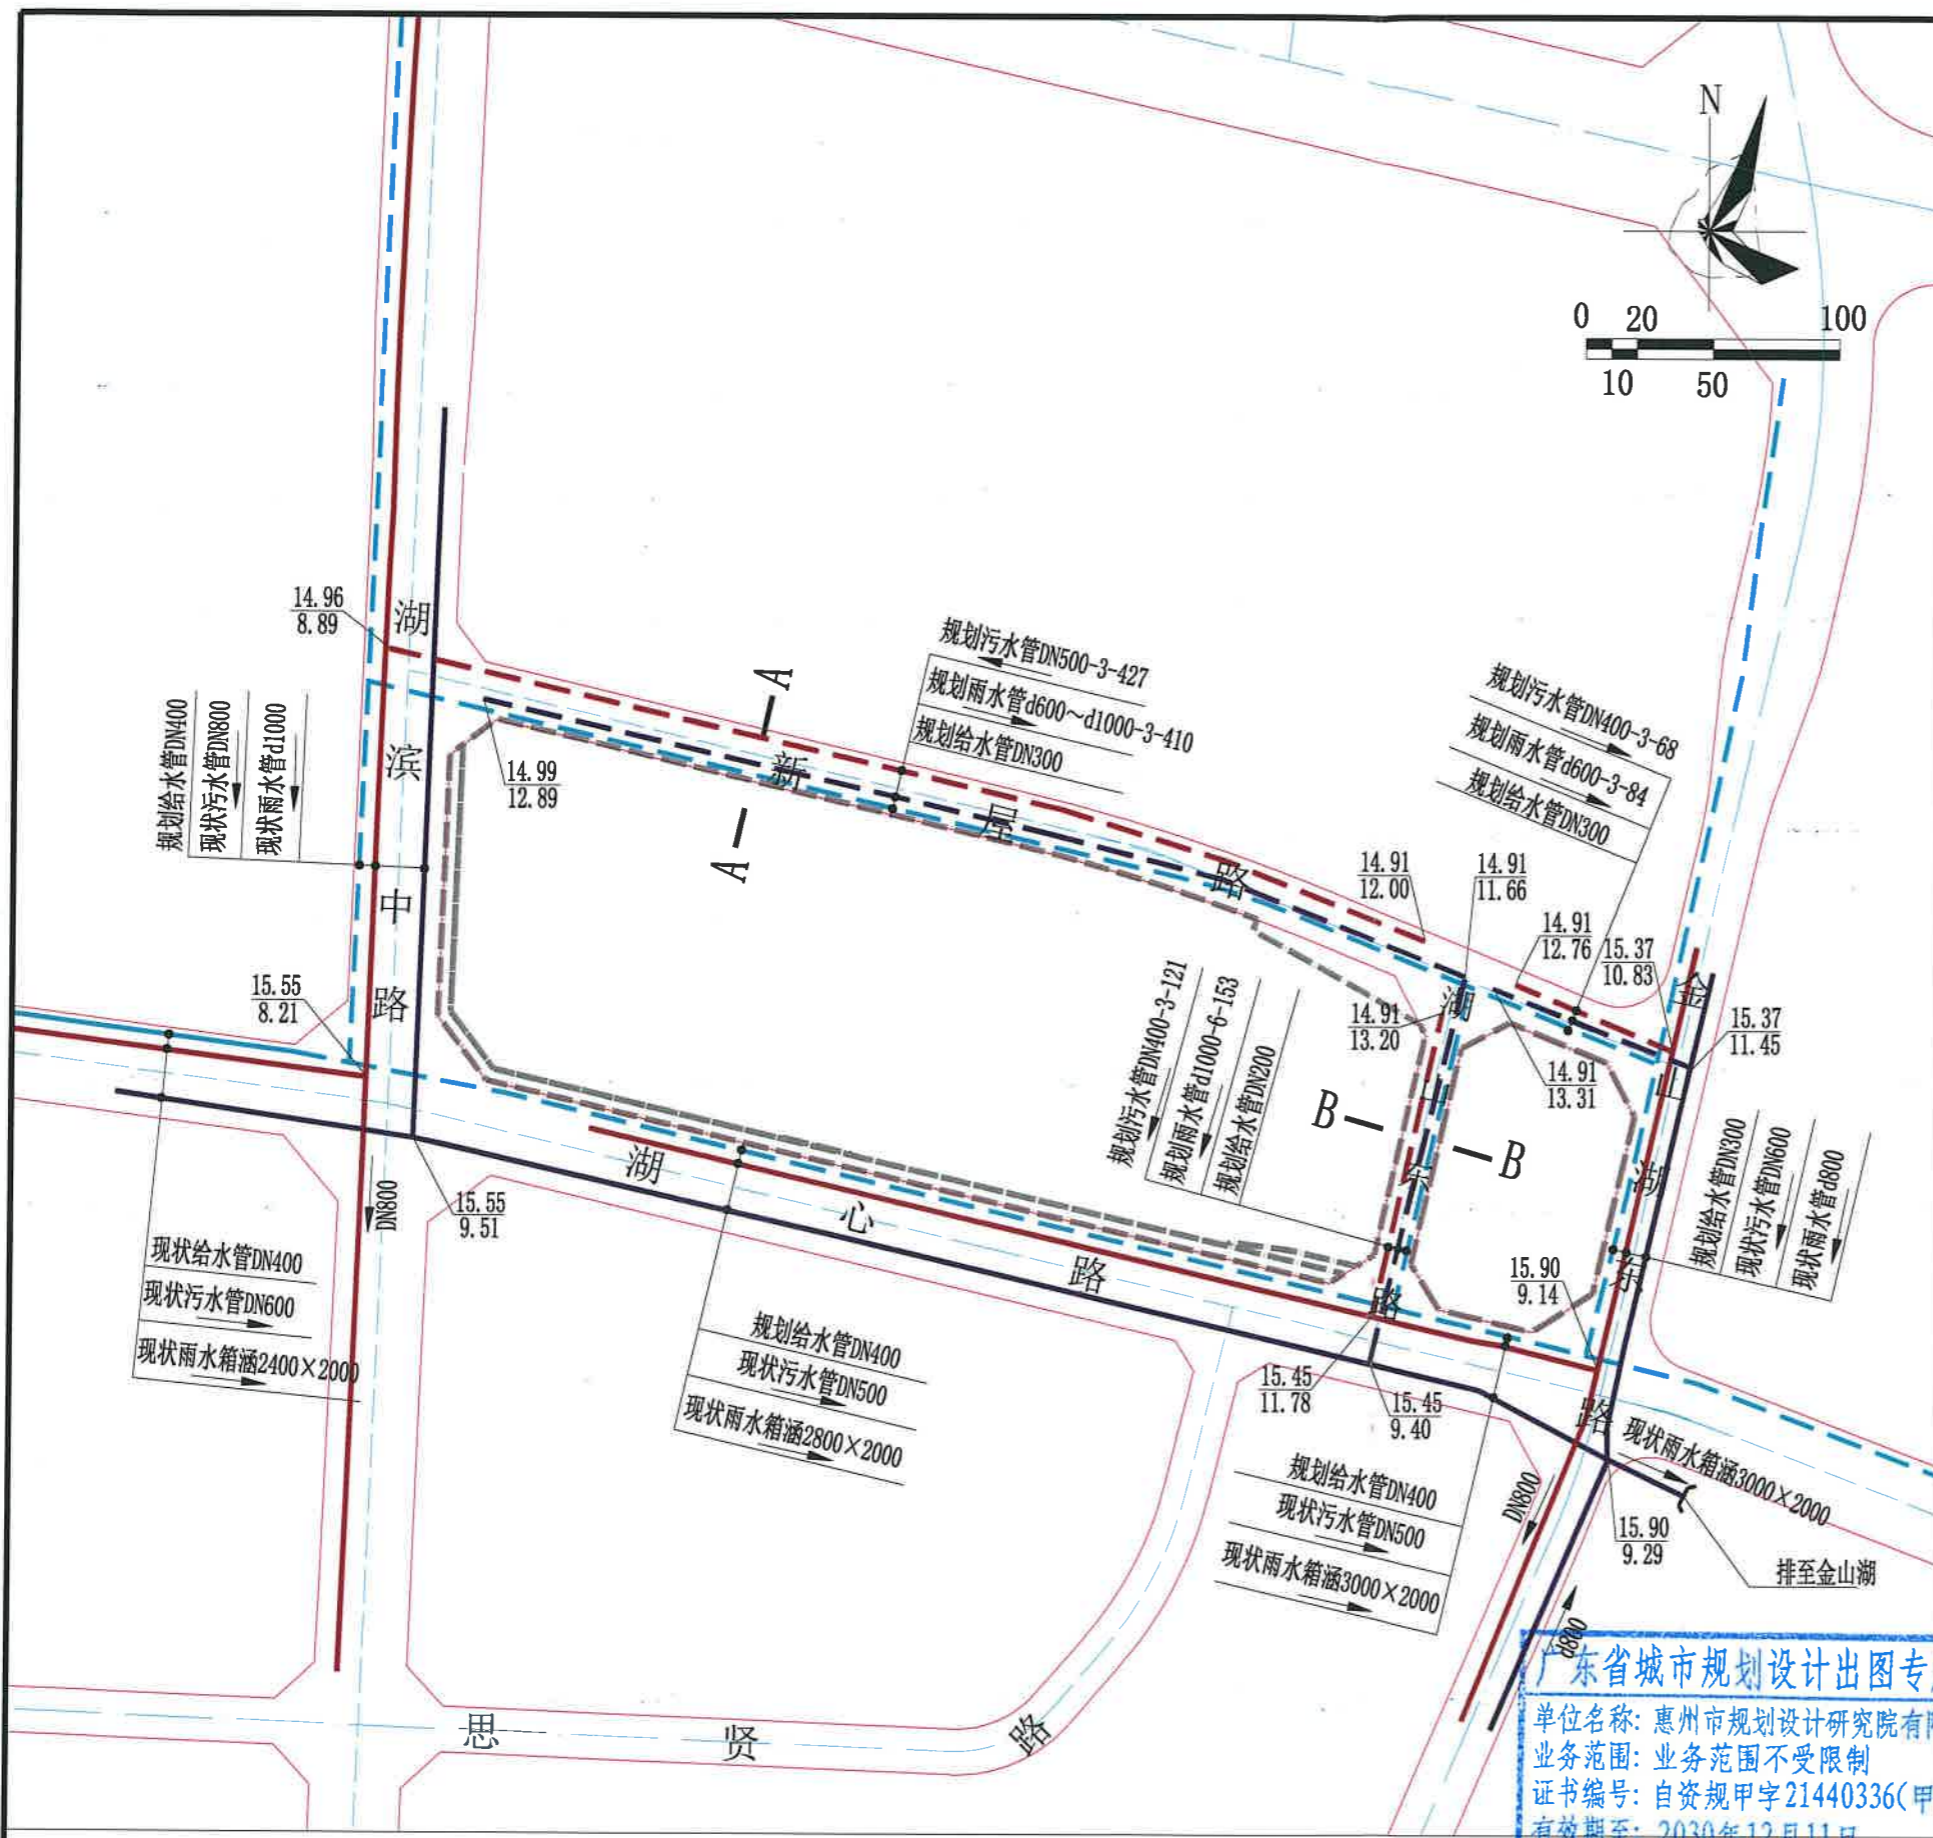 N
0 20 100
10 50
14.96
8.89
湖滨中路
规划给水管DN400
现状污水管DN800
现状雨水管d1000
14.99
12.89
A
A
规划污水管DN500-3-427
规划雨水管d600～d1000-3-410
规划给水管DN300
新屋路
规划污水管DN400-3-68
规划雨水管d600-3-84
规划给水管DN300
14.91
12.00
14.91
11.66
14.91
12.76
15.37
10.83
15.37
11.45
14.91
13.20
14.91
13.31
15.55
8.21
规划污水管DN400-3-121
规划雨水管d1000-6-153
规划给水管DN200
湖山东路
B
B
金山湖东路
规划给水管DN300
现状污水管DN600
现状雨水管d800
DN800
15.55
9.51
湖心路
现状给水管DN400
现状污水管DN600
现状雨水箱涵2400×2000
规划给水管DN400
现状污水管DN500
现状雨水箱涵2800×2000
15.90
9.14
15.45
11.78
15.45
9.40
规划给水管DN400
现状污水管DN500
现状雨水箱涵3000×2000
DN800
现状雨水箱涵3000×2000
15.90
9.29
排至金山湖
d800
思贤路
广东省城市规划设计出图专
单位名称: 惠州市规划设计研究院有
业务范围: 业务范围不受限制
证书编号: 自资规甲字21440336(甲
有效期至: 2030年12月11日